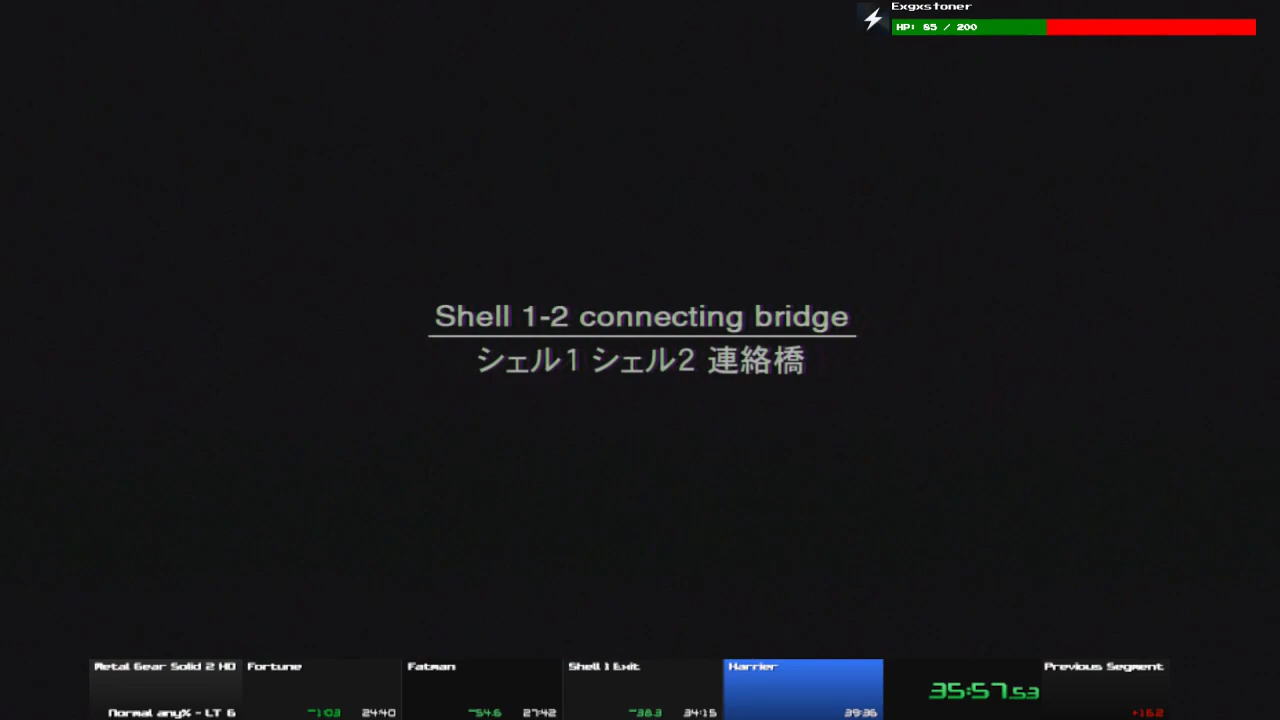 Exgxstoner
HP: 85 / 200
Shell 1-2 connecting bridge
シェル1 シェル2 連絡橋
Metal Gear Solid 2 HD
Normal any% - LT 6
Fortune
-1:03 24:40
Fatman
-54.6 27:42
Shell 1 Exit
-38.3 34:15
Harrier
39:36
35:57.53
Previous Segment
+16.2